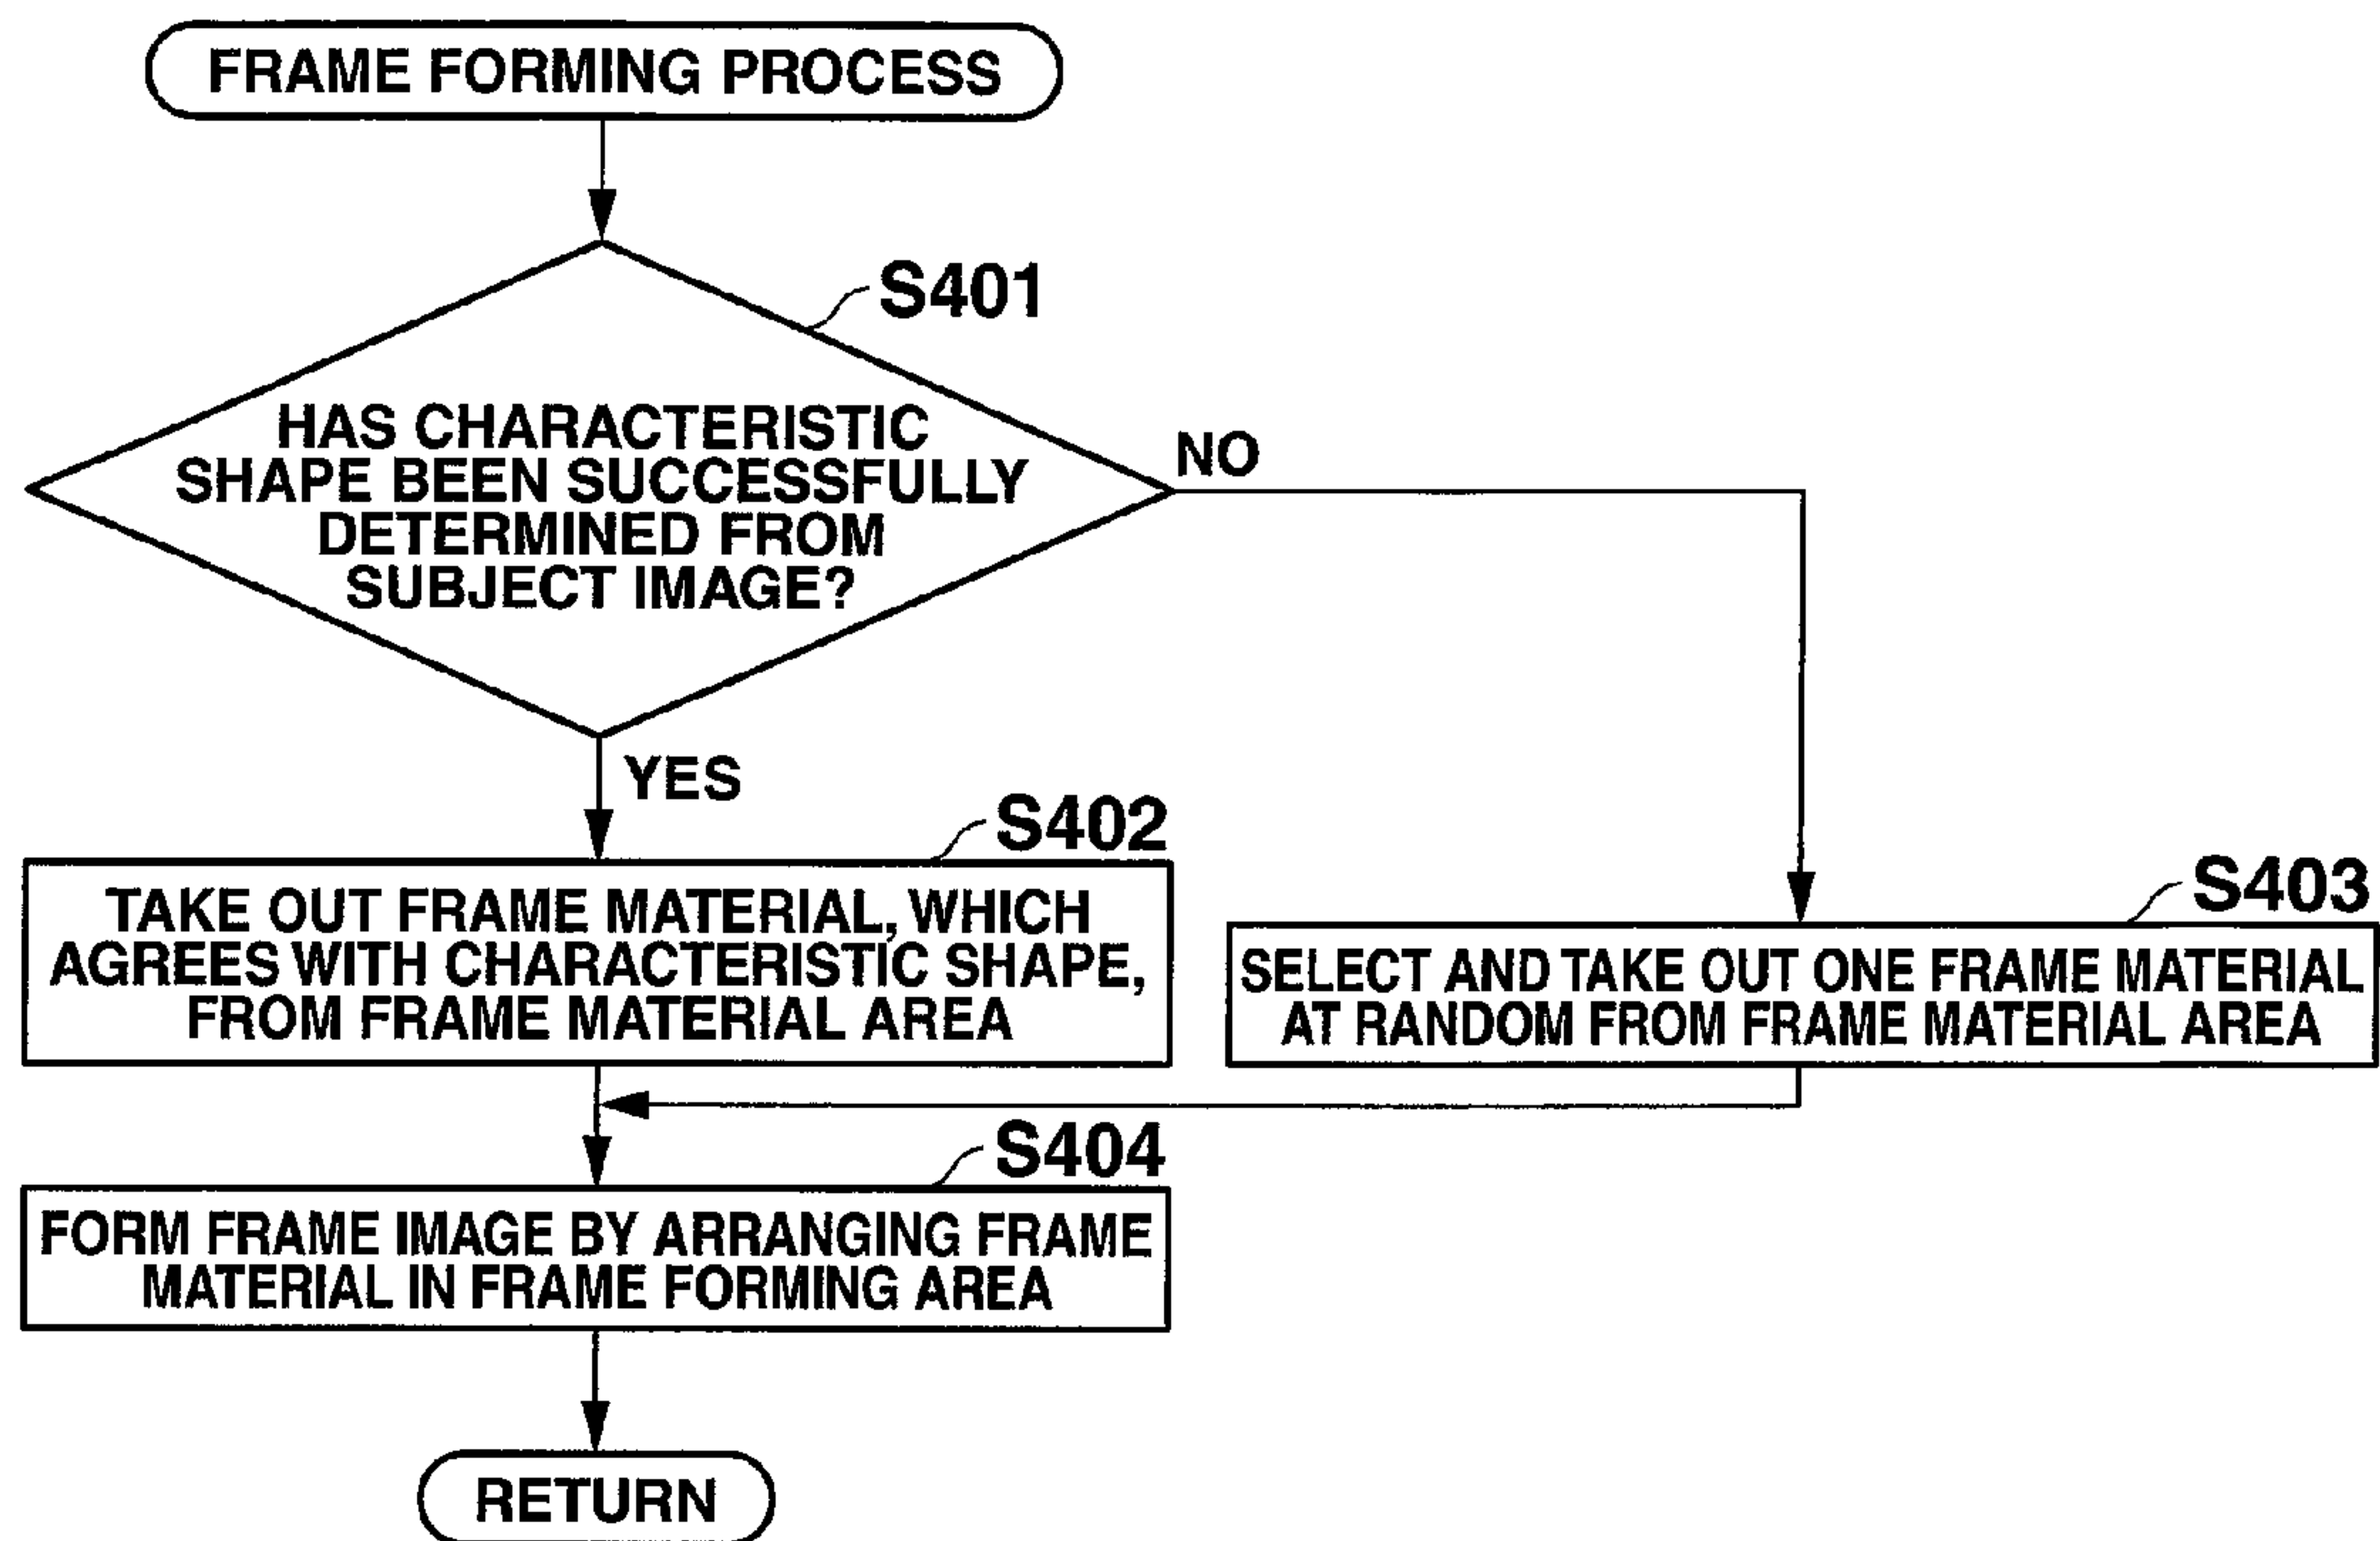 FRAME FORMING PROCESS
S401
HAS CHARACTERISTIC
SHAPE BEEN SUCCESSFULLY
DETERMINED FROM
SUBJECT IMAGE?
NO
YES
S402
TAKE OUT FRAME MATERIAL, WHICH
AGREES WITH CHARACTERISTIC SHAPE,
FROM FRAME MATERIAL AREA
S403
SELECT AND TAKE OUT ONE FRAME MATERIAL
AT RANDOM FROM FRAME MATERIAL AREA
S404
FORM FRAME IMAGE BY ARRANGING FRAME
MATERIAL IN FRAME FORMING AREA
RETURN